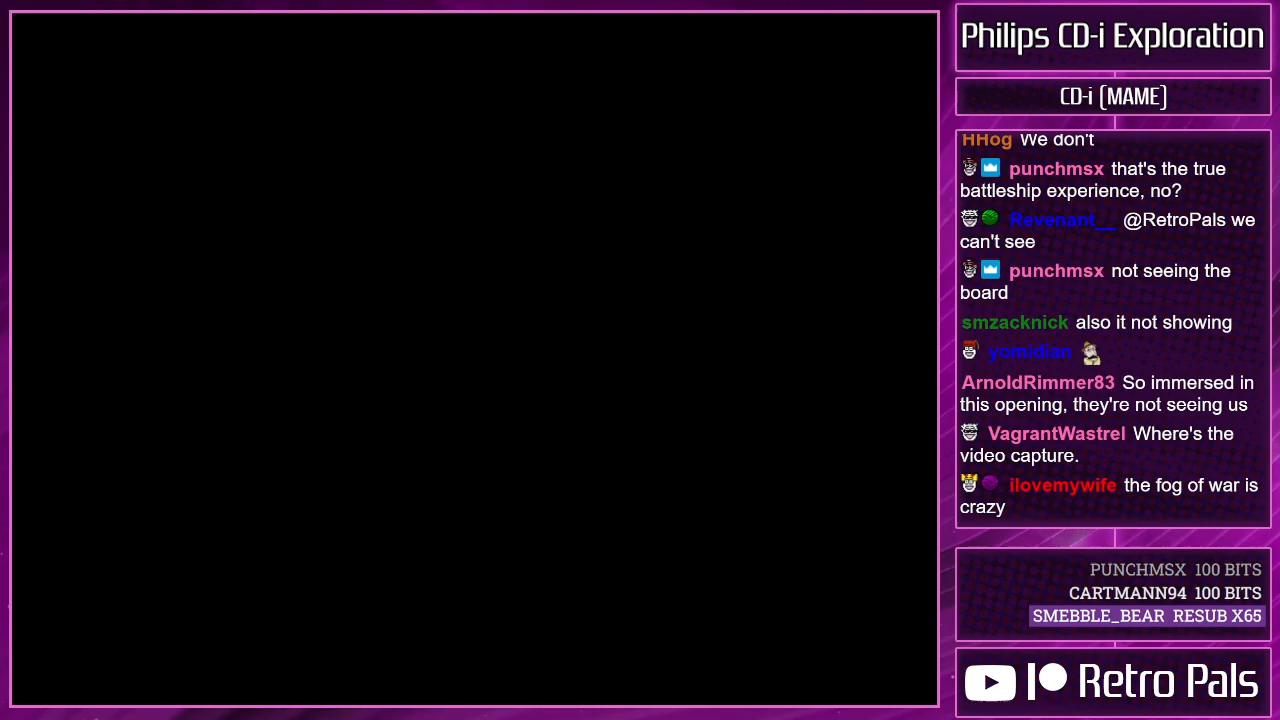 Philips CD-i Exploration
CD-i [MAME]
HHog We don't
punchmsx that's the true
battleship experience, no?
Revenant__ @RetroPals we
can't see
punchmsx not seeing the
board
smzacknick also it not showing
yomidian
ArnoldRimmer83 So immersed in
this opening, they're not seeing us
VagrantWastrel Where's the
video capture.
ilovemywife the fog of war is
crazy
PUNCHMSX 100 BITS
CARTMANN94 100 BITS
SMEBBLE_BEAR RESUB X65
Retro Pals